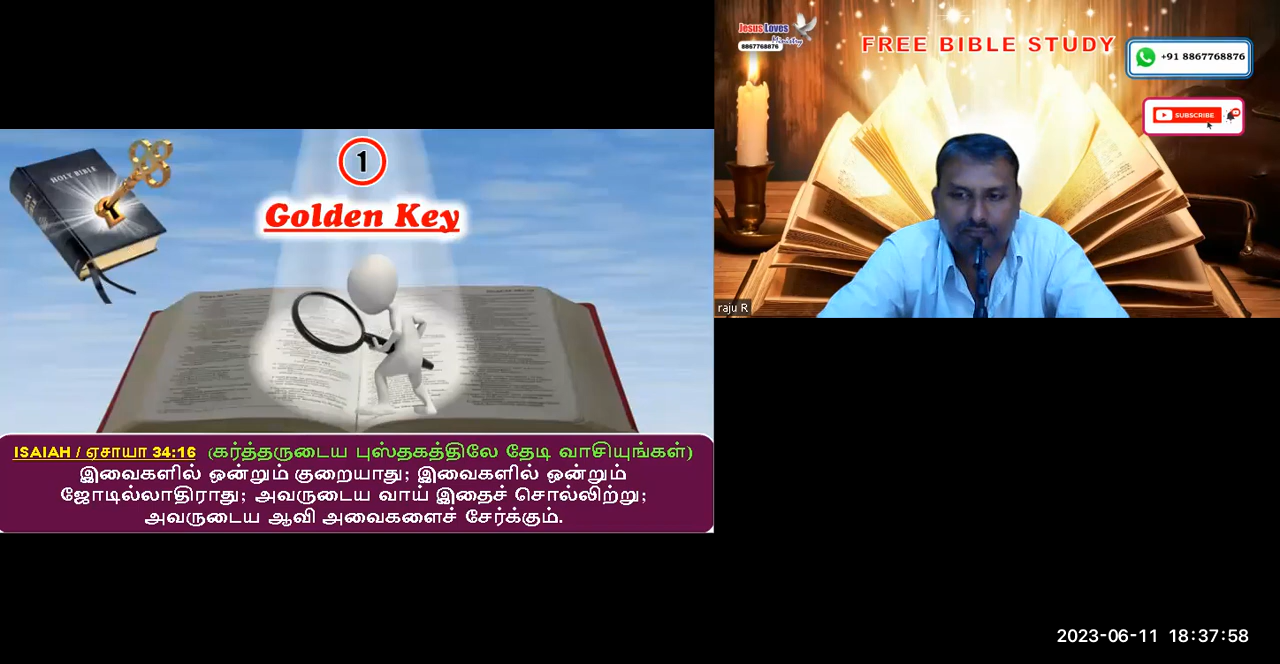 1
Golden Key
HOLY BIBLE
ISAIAH / ஏசாயா 34:16 (கர்த்தருடைய புஸ்தகத்திலே தேடி வாசியுங்கள்)
இவைகளில் ஒன்றும் குறையாது; இவைகளில் ஒன்றும்
ஜோடில்லாதிராது; அவருடைய வாய் இதைச் சொல்லிற்று;
அவருடைய ஆவி அவைகளைச் சேர்க்கும்.
Jesus Loves
Ministry
8867768876
FREE BIBLE STUDY
+91 8867768876
SUBSCRIBE
raju R
2023-06-11 18:37:58